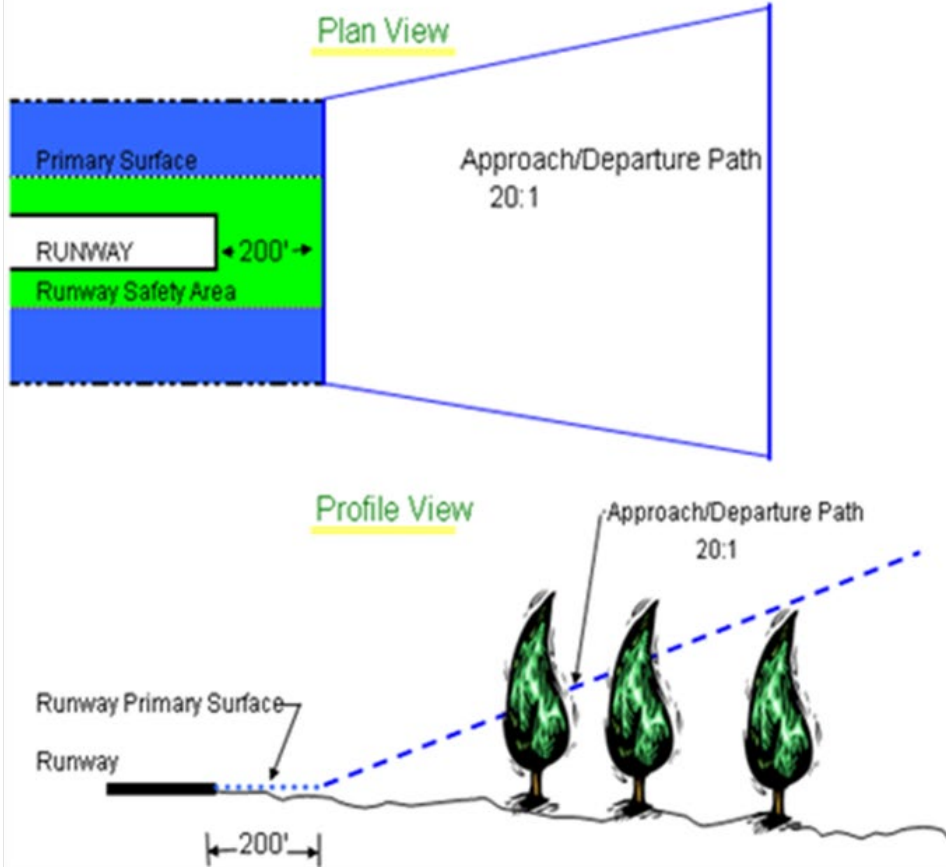 Plan View
Primary Surface
Approach/Departure Path
20:1
RUNWAY
200'
Runway Safety Area
Profile View
Approach/Departure Path
20:1
Runway Primary Surface
Runway
200'